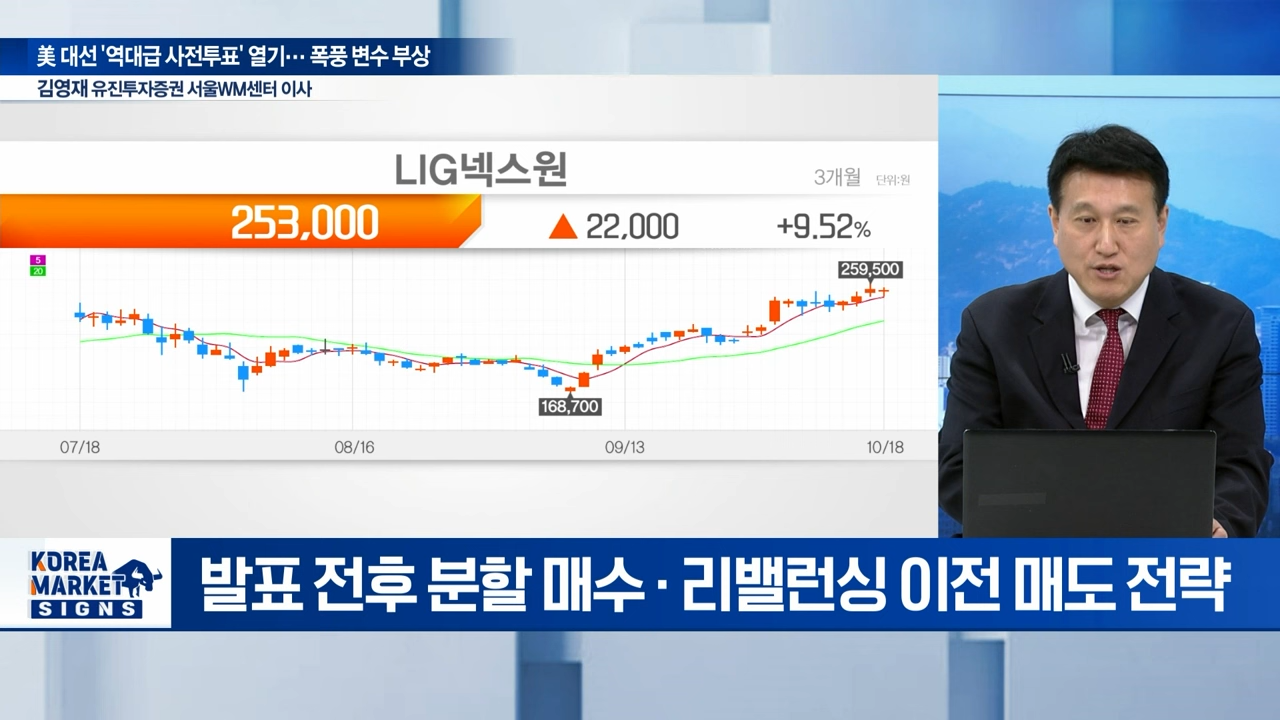 美 대선 '역대급 사전투표' 열기… 폭풍 변수 부상
김영재 유진투자증권 서울WM센터 이사
LIG넥스원
3개월 단위:원
253,000 ▲ 22,000 +9.52%
5
20
259,500
168,700
07/18 08/16 09/13 10/18
KOREA
MARKET
SIGNS
발표 전후 분할 매수·리밸런싱 이전 매도 전략